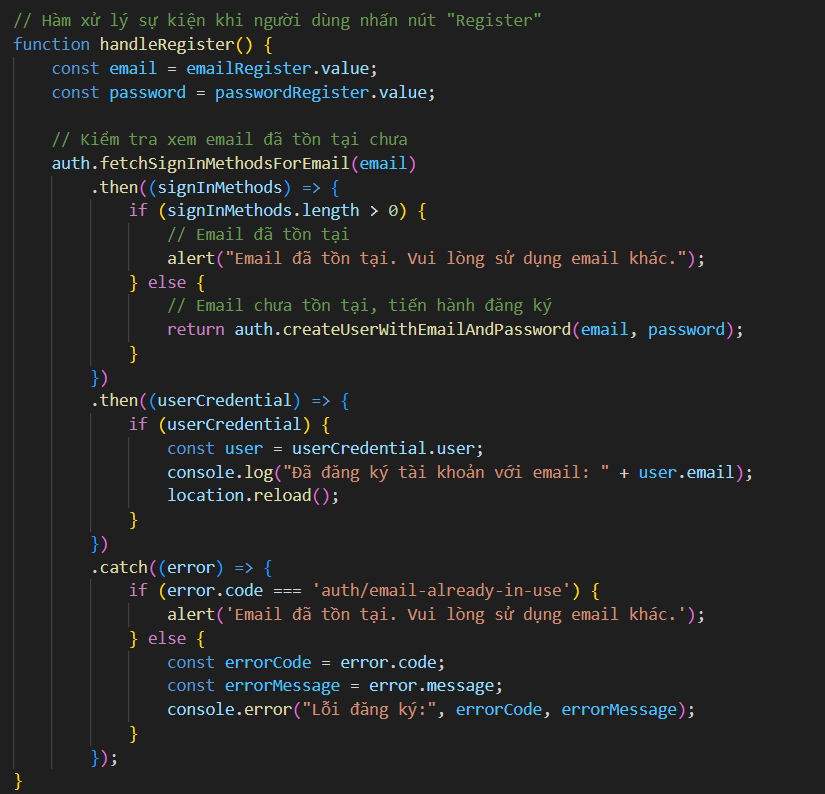 // Hàm xử lý sự kiện khi người dùng nhấn nút "Register"
function handleRegister() {
    const email = emailRegister.value;
    const password = passwordRegister.value;

    // Kiểm tra xem email đã tồn tại chưa
    auth.fetchSignInMethodsForEmail(email)
        .then((signInMethods) => {
            if (signInMethods.length > 0) {
                // Email đã tồn tại
                alert("Email đã tồn tại. Vui lòng sử dụng email khác.");
            } else {
                // Email chưa tồn tại, tiến hành đăng ký
                return auth.createUserWithEmailAndPassword(email, password);
            }
        })
        .then((userCredential) => {
            if (userCredential) {
                const user = userCredential.user;
                console.log("Đã đăng ký tài khoản với email: " + user.email);
                location.reload();
            }
        })
        .catch((error) => {
            if (error.code === 'auth/email-already-in-use') {
                alert('Email đã tồn tại. Vui lòng sử dụng email khác.');
            } else {
                const errorCode = error.code;
                const errorMessage = error.message;
                console.error("Lỗi đăng ký:", errorCode, errorMessage);
            }
        });
}